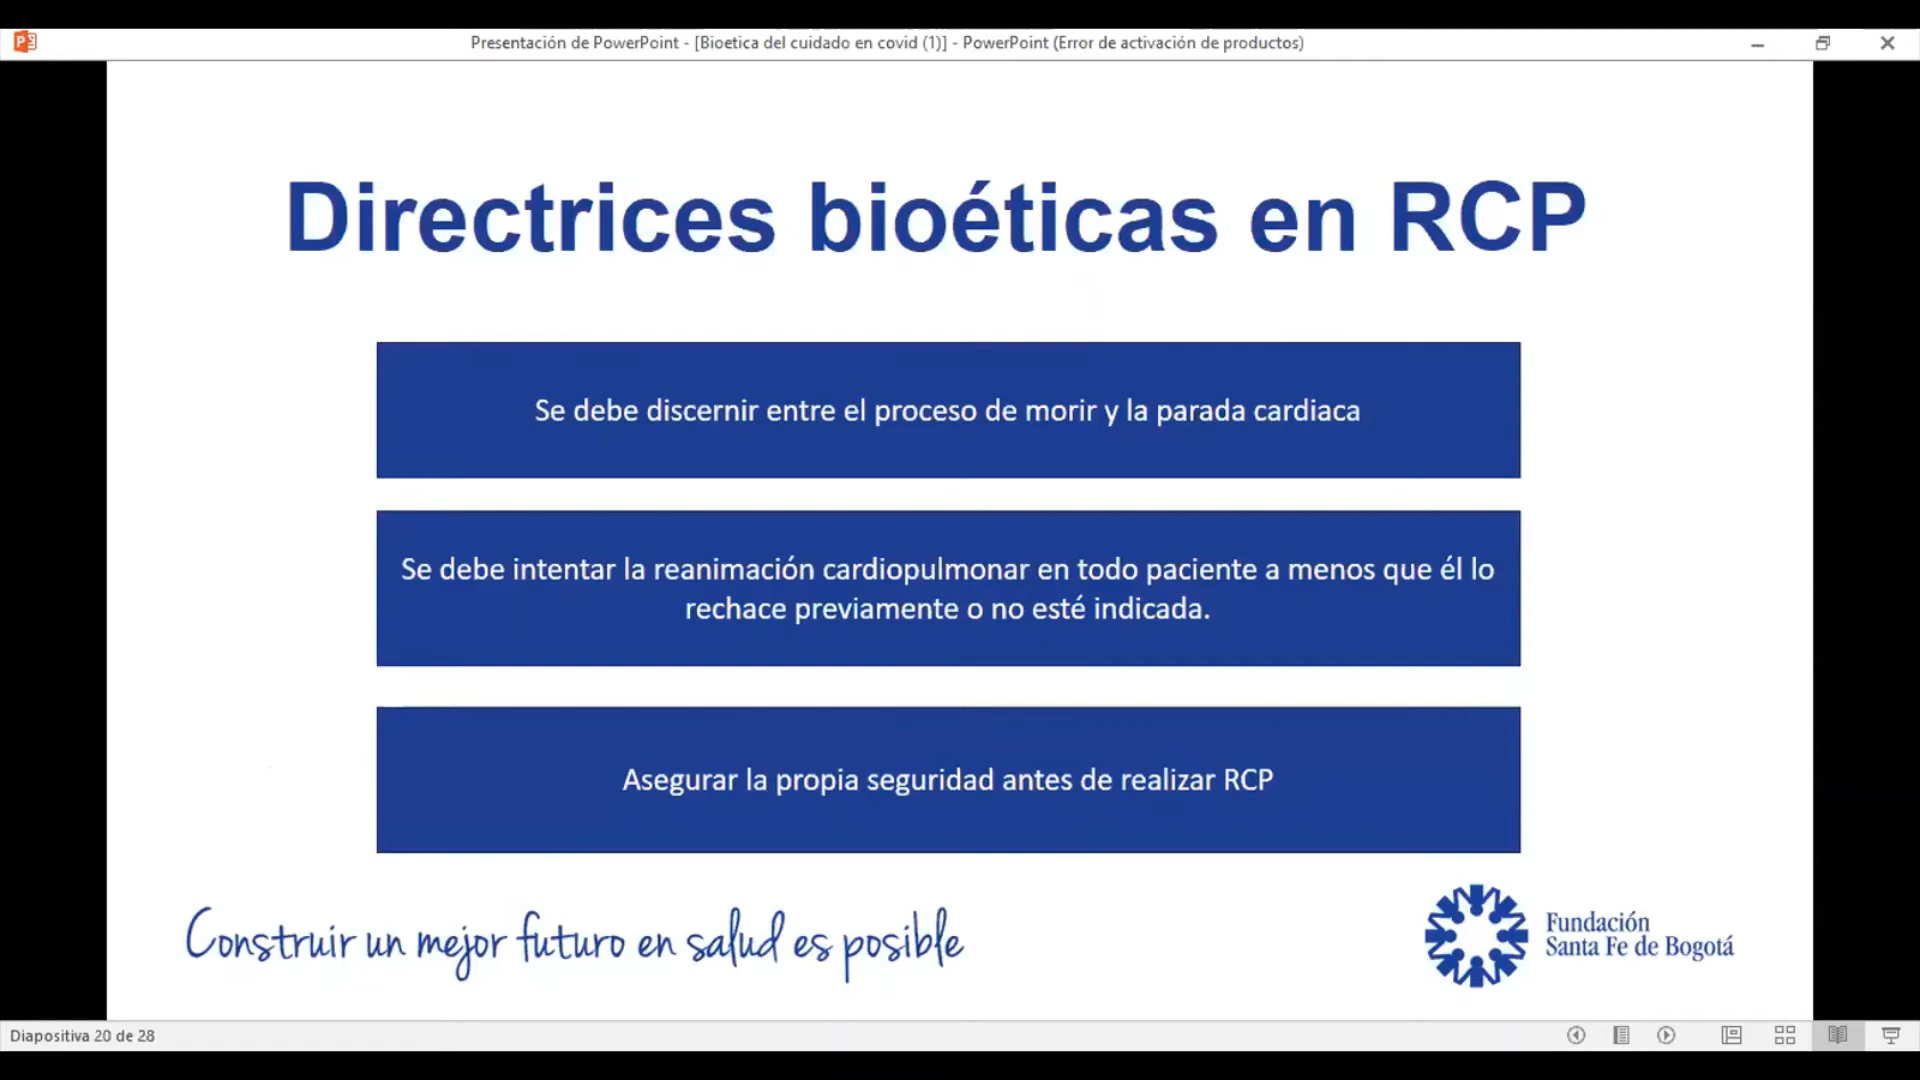 Presentación de PowerPoint - [Bioetica del cuidado en covid (1)] - PowerPoint (Error de activación de productos)
Directrices bioéticas en RCP
Se debe discernir entre el proceso de morir y la parada cardiaca
Se debe intentar la reanimación cardiopulmonar en todo paciente a menos que él lo
rechace previamente o no esté indicada.
Asegurar la propia seguridad antes de realizar RCP
Construir un mejor futuro en salud es posible
Fundación
Santa Fe de Bogotá
Diapositiva 20 de 28